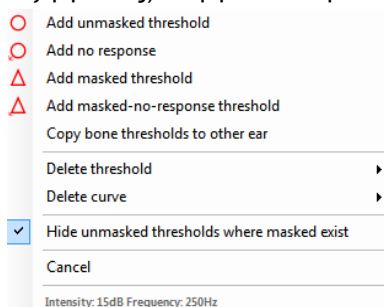 Add unmasked threshold
Add no response
Add masked threshold
Add masked-no-response threshold
Copy bone thresholds to other ear
Delete threshold
Delete curve
Hide unmasked thresholds where masked exist
Cancel
Intensity: 15dB Frequency: 250Hz